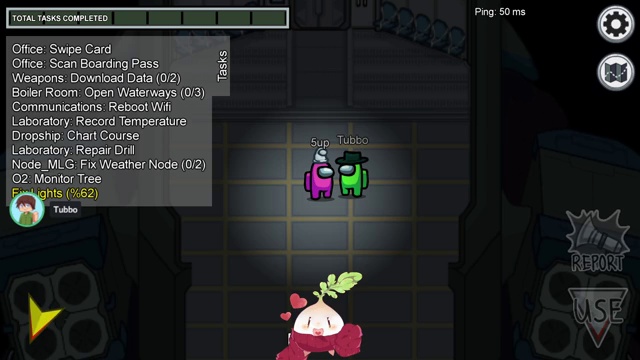 TOTAL TASKS COMPLETED
Ping: 50 ms
Office: Swipe Card
Office: Scan Boarding Pass
Weapons: Download Data (0/2)
Boiler Room: Open Waterways (0/3)
Communications: Reboot Wifi
Laboratory: Record Temperature
Dropship: Chart Course
Laboratory: Repair Drill
Node_MLG: Fix Weather Node (0/2)
O2: Monitor Tree
Fix Lights (%62)
Tasks
Tubbo
5up
Tubbo
REPORT
USE